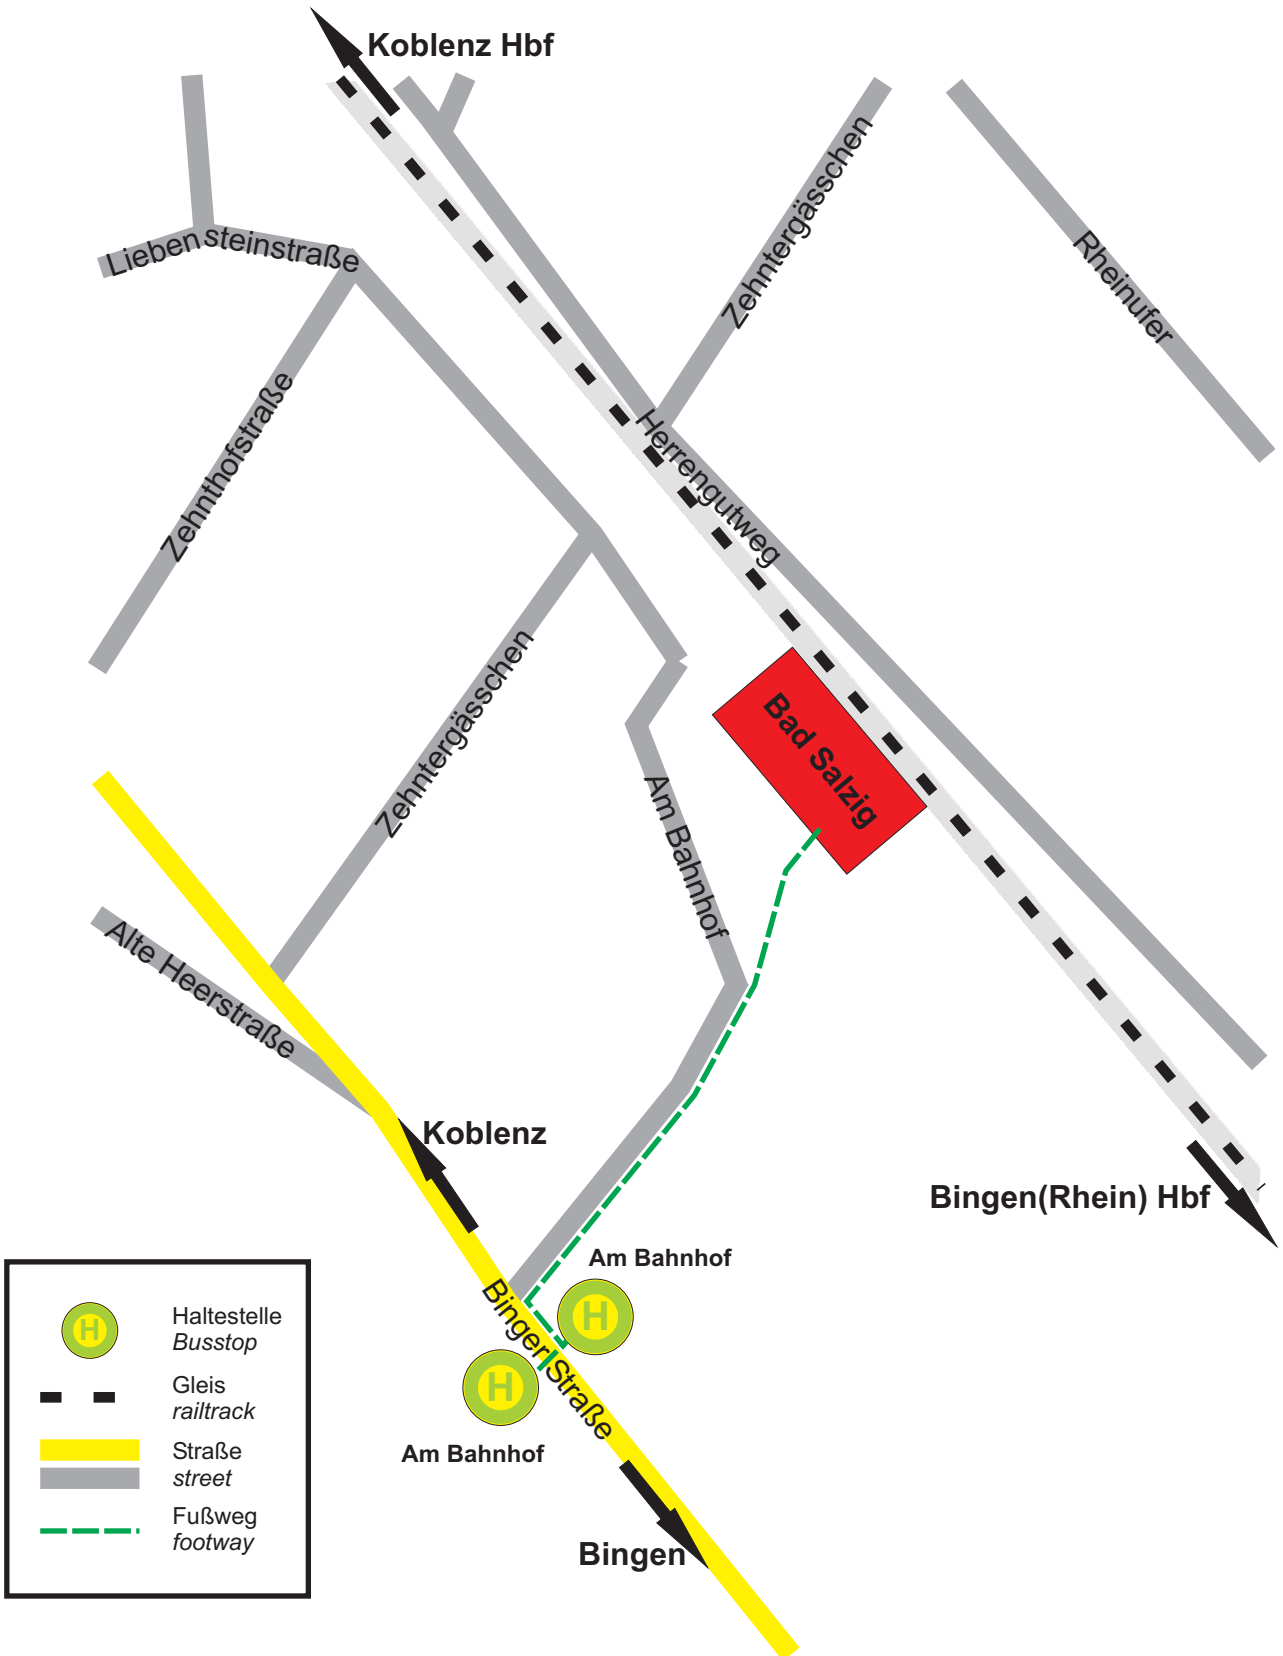 Koblenz Hbf
Zehntergässchen
Rheinufer
Liebensteinstraße
Zehnthofstraße
Herrengutweg
Zehntergässchen
Bad Salzig
Am Bahnhof
Alte Heerstraße
Koblenz
Bingen(Rhein) Hbf
Am Bahnhof
H
Binger Straße
H
Am Bahnhof
Bingen
H
Haltestelle
Busstop
Gleis
railtrack
Straße
street
Fußweg
footway